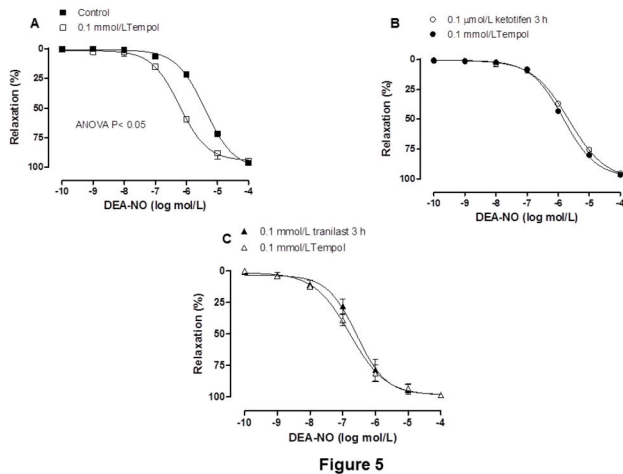 A
Control
0.1 mmol/LTempol
0
25
50
75
100
Relaxation (%)
ANOVA P< 0.05
-10 -9 -8 -7 -6 -5 -4
DEA-NO (log mol/L)
B
0.1 µmol/L ketotifen 3 h
0.1 mmol/LTempol
0
25
50
75
100
Relaxation (%)
-10 -9 -8 -7 -6 -5 -4
DEA-NO (log mol/L)
C
0.1 mmol/L tranilast 3 h
0.1 mmol/LTempol
0
25
50
75
100
Relaxation (%)
-10 -9 -8 -7 -6 -5 -4
DEA-NO (log mol/L)
Figure 5